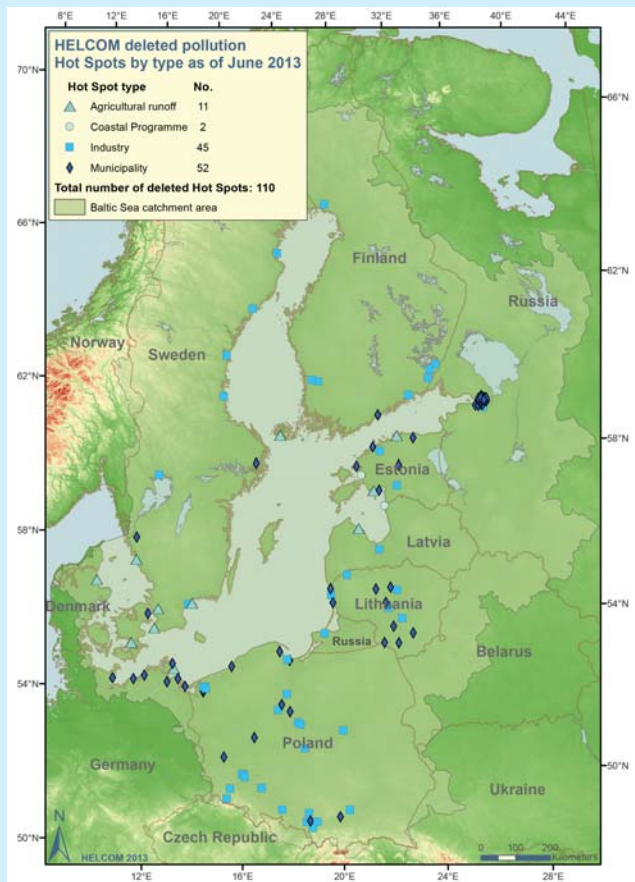 8°E 12°E 16°E 20°E 24°E 28°E 32°E 36°E 40°E 44°E
HELCOM deleted pollution
Hot Spots by type as of June 2013
Hot Spot type No.
Agricultural runoff 11
Coastal Programme 2
Industry 45
Municipality 52
Total number of deleted Hot Spots: 110
Baltic Sea catchment area
70°N
66°N
66°N
Finland
62°N
Russia
Norway
Sweden
62°N
58°N
Estonia
58°N
Latvia
Denmark
Lithuania
54°N
Russia
Belarus
54°N
Poland
Germany
50°N
Ukraine
Czech Republic
50°N
N
HELCOM 2013
0 100 200
Kilometers
12°E 16°E 20°E 24°E 28°E